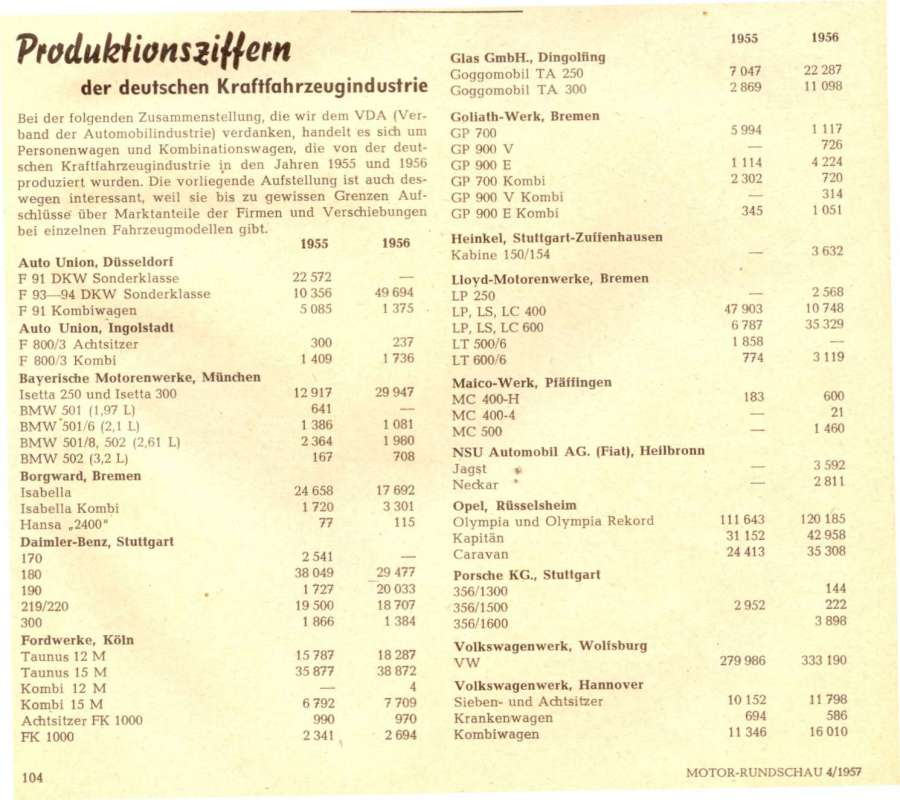 Produktionsziffern
der deutschen Kraftfahrzeugindustrie
Bei der folgenden Zusammenstellung, die wir dem VDA (Ver-
band der Automobilindustrie) verdanken, handelt es sich um
Personenwagen und Kombinationswagen, die von der deut-
schen Kraftfahrzeugindustrie in den Jahren 1955 und 1956
produziert wurden. Die vorliegende Aufstellung ist auch des-
wegen interessant, weil sie bis zu gewissen Grenzen Auf-
schlüsse über Marktanteile der Firmen und Verschiebungen
bei einzelnen Fahrzeugmodellen gibt.
1955 1956
Auto Union, Düsseldorf
F 91 DKW Sonderklasse 22 572 —
F 93—94 DKW Sonderklasse 10 356 49 694
F 91 Kombiwagen 5 085 1 375
Auto Union, Ingolstadt
F 800/3 Achtsitzer 300 237
F 800/3 Kombi 1 409 1 736
Bayerische Motorenwerke, München
Isetta 250 und Isetta 300 12 917 29 947
BMW 501 (1,97 L) 641 —
BMW 501/6 (2,1 L) 1 386 1 081
BMW 501/8, 502 (2,61 L) 2 364 1 980
BMW 502 (3,2 L) 167 708
Borgward, Bremen
Isabella 24 658 17 692
Isabella Kombi 1 720 3 301
Hansa „2400" 77 115
Daimler-Benz, Stuttgart
170 2 541 —
180 38 049 29 477
190 1 727 20 033
219/220 19 500 18 707
300 1 866 1 384
Fordwerke, Köln
Taunus 12 M 15 787 18 287
Taunus 15 M 35 877 38 872
Kombi 12 M — 4
Kombi 15 M 6 792 7 709
Achtsitzer FK 1000 990 970
FK 1000 2 341 2 694
1955 1956
Glas GmbH., Dingolfing
Goggomobil TA 250 7 047 22 287
Goggomobil TA 300 2 869 11 098
Goliath-Werk, Bremen
GP 700 5 994 1 117
GP 900 V — 726
GP 900 E 1 114 4 224
GP 700 Kombi 2 302 720
GP 900 V Kombi — 314
GP 900 E Kombi 345 1 051
Heinkel, Stuttgart-Zuffenhausen
Kabine 150/154 — 3 632
Lloyd-Motorenwerke, Bremen
LP 250 — 2 568
LP, LS, LC 400 47 903 10 748
LP, LS, LC 600 6 787 35 329
LT 500/6 1 858 —
LT 600/6 774 3 119
Maico-Werk, Pfäffingen
MC 400-H 183 600
MC 400-4 — 21
MC 500 — 1 460
NSU Automobil AG. (Fiat), Heilbronn
Jagst — 3 592
Neckar — 2 811
Opel, Rüsselsheim
Olympia und Olympia Rekord 111 643 120 185
Kapitän 31 152 42 958
Caravan 24 413 35 308
Porsche KG., Stuttgart
356/1300 144
356/1500 2 952 222
356/1600 3 898
Volkswagenwerk, Wolfsburg
VW 279 986 333 190
Volkswagenwerk, Hannover
Sieben- und Achtsitzer 10 152 11 798
Krankenwagen 694 586
Kombiwagen 11 346 16 010
104
MOTOR-RUNDSCHAU 4/1957